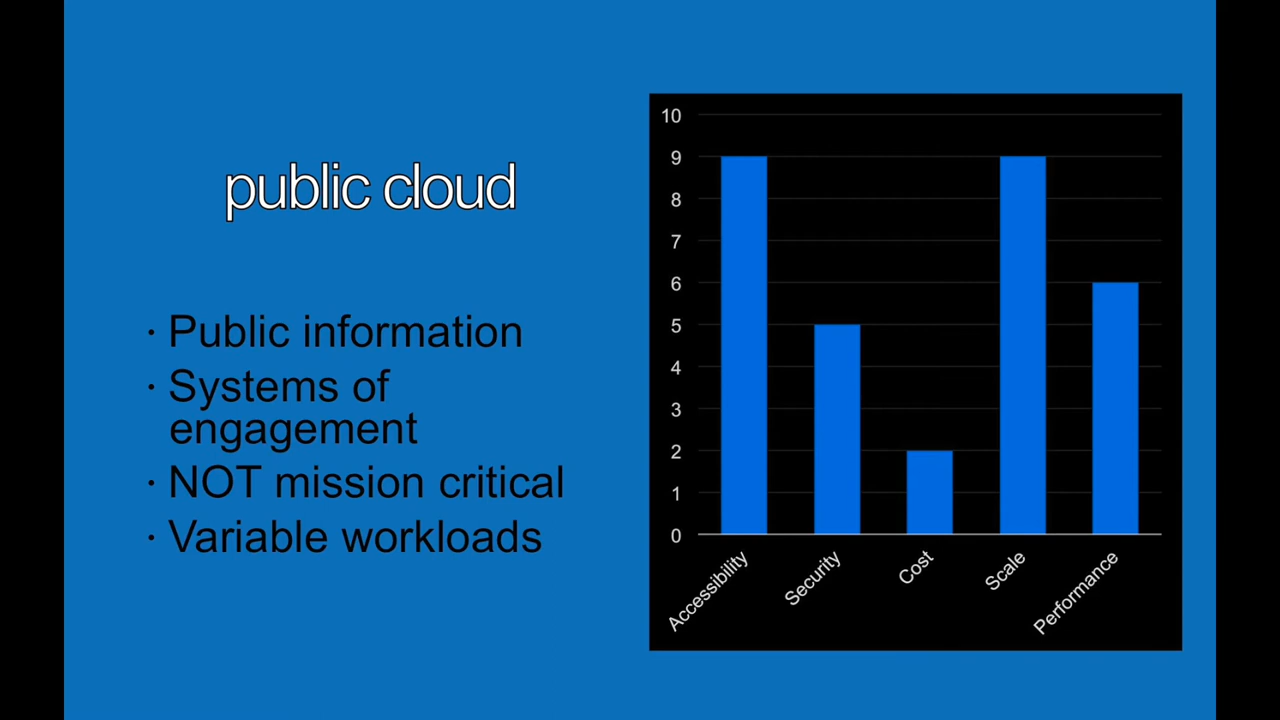 public cloud
· Public information
· Systems of
engagement
· NOT mission critical
· Variable workloads
10
9
8
7
6
5
4
3
2
1
0
Accessibility
Security
Cost
Scale
Performance